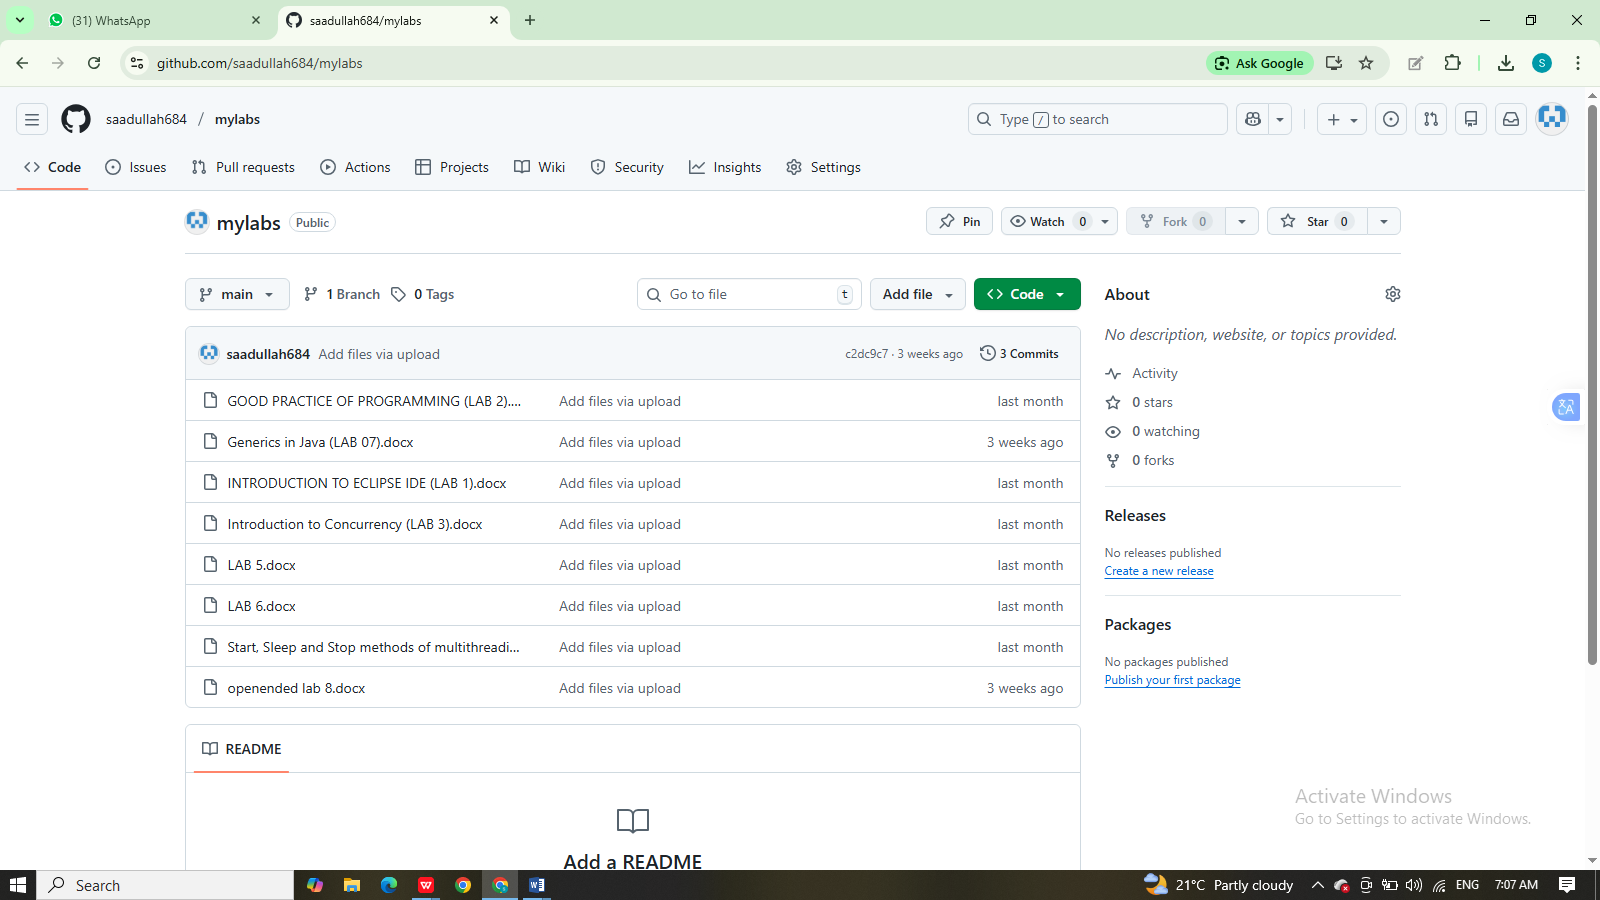 (31) WhatsApp
saadullah684/mylabs
github.com/saadullah684/mylabs
Ask Google
S
saadullah684 / mylabs
Type / to search
Code Issues Pull requests Actions Projects Wiki Security Insights Settings
mylabs Public
Pin Watch 0 Fork 0 Star 0
main 1 Branch 0 Tags
Go to file t Add file Code
saadullah684 Add files via upload c2dc9c7 · 3 weeks ago 3 Commits
GOOD PRACTICE OF PROGRAMMING (LAB 2).... Add files via upload last month
Generics in Java (LAB 07).docx Add files via upload 3 weeks ago
INTRODUCTION TO ECLIPSE IDE (LAB 1).docx Add files via upload last month
Introduction to Concurrency (LAB 3).docx Add files via upload last month
LAB 5.docx Add files via upload last month
LAB 6.docx Add files via upload last month
Start, Sleep and Stop methods of multithreadi... Add files via upload last month
openended lab 8.docx Add files via upload 3 weeks ago
README
Add a README
About
No description, website, or topics provided.
Activity
0 stars
0 watching
0 forks
Releases
No releases published
Create a new release
Packages
No packages published
Publish your first package
Activate Windows
Go to Settings to activate Windows.
Search
21°C Partly cloudy ENG 7:07 AM